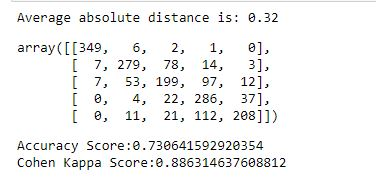 Average absolute distance is: 0.32
array([[349, 6, 2, 1, 0],
[ 7, 279, 78, 14, 3],
[ 7, 53, 199, 97, 12],
[ 0, 4, 22, 286, 37],
[ 0, 11, 21, 112, 208]])
Accuracy Score:0.730641592920354
Cohen Kappa Score:0.886314637608812